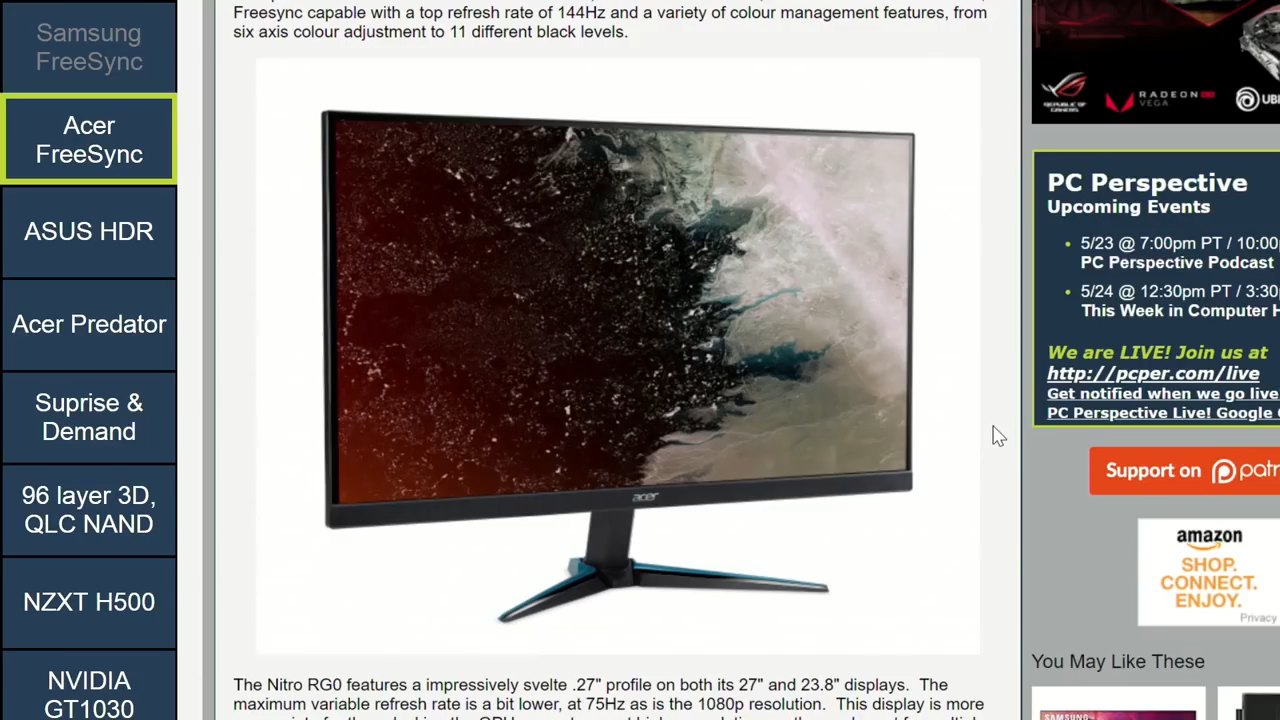 Samsung
FreeSync
Acer
FreeSync
ASUS HDR
Acer Predator
Suprise &
Demand
96 layer 3D,
QLC NAND
NZXT H500
NVIDIA
GT1030
Freesync capable with a top refresh rate of 144Hz and a variety of colour management features, from
six axis colour adjustment to 11 different black levels.
acer
The Nitro RG0 features a impressively svelte .27" profile on both its 27" and 23.8" displays. The
maximum variable refresh rate is a bit lower, at 75Hz as is the 1080p resolution. This display is more
REPUBLIC OF
GAMERS
RADEON
VEGA
UBI
PC Perspective
Upcoming Events
• 5/23 @ 7:00pm PT / 10:00
PC Perspective Podcast
• 5/24 @ 12:30pm PT / 3:30
This Week in Computer H
We are LIVE! Join us at
http://pcper.com/live
Get notified when we go live
PC Perspective Live! Google
Support on patr
amazon
SHOP.
CONNECT.
ENJOY.
Privacy
You May Like These
SAMSUNG